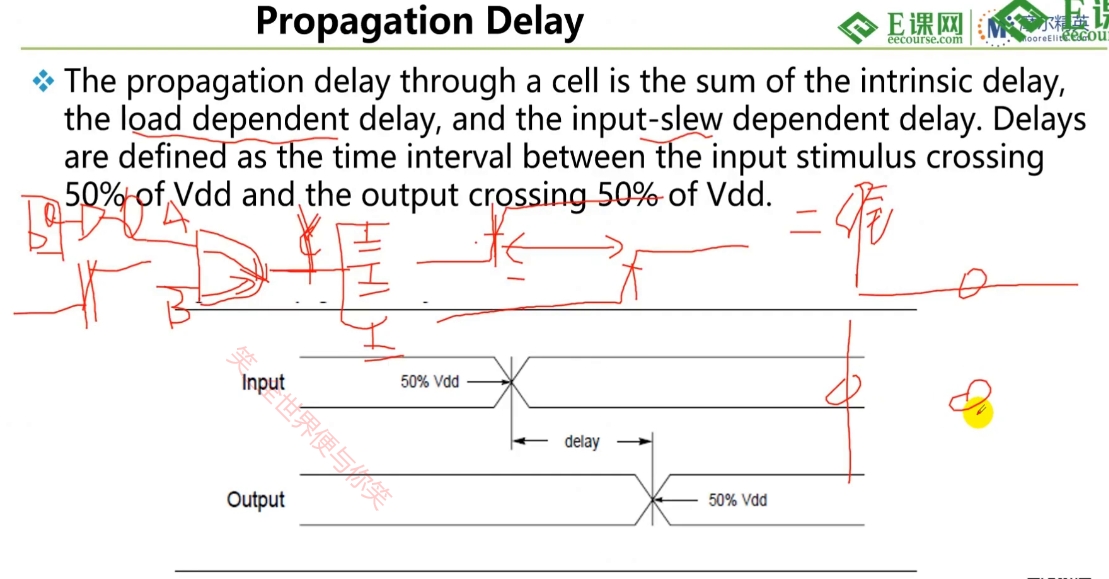 Propagation Delay
E课网
eecourse.com
The propagation delay through a cell is the sum of the intrinsic delay,
the load dependent delay, and the input-slew dependent delay. Delays
are defined as the time interval between the input stimulus crossing
50% of Vdd and the output crossing 50% of Vdd.
A
B
Input
50% Vdd
delay
Output
50% Vdd
世界便与你笑